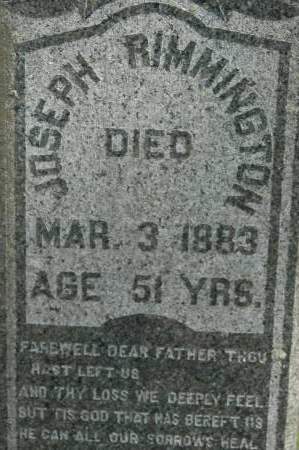 JOSEPH RIMMINGTON
DIED
MAR. 3 1883
AGE 51 YRS.
FAREWELL DEAR FATHER THOU
HAST LEFT US
AND THY LOSS WE DEEPLY FEEL
BUT TIS GOD THAT HAS BEREFT US
HE CAN ALL OUR SORROWS HEAL